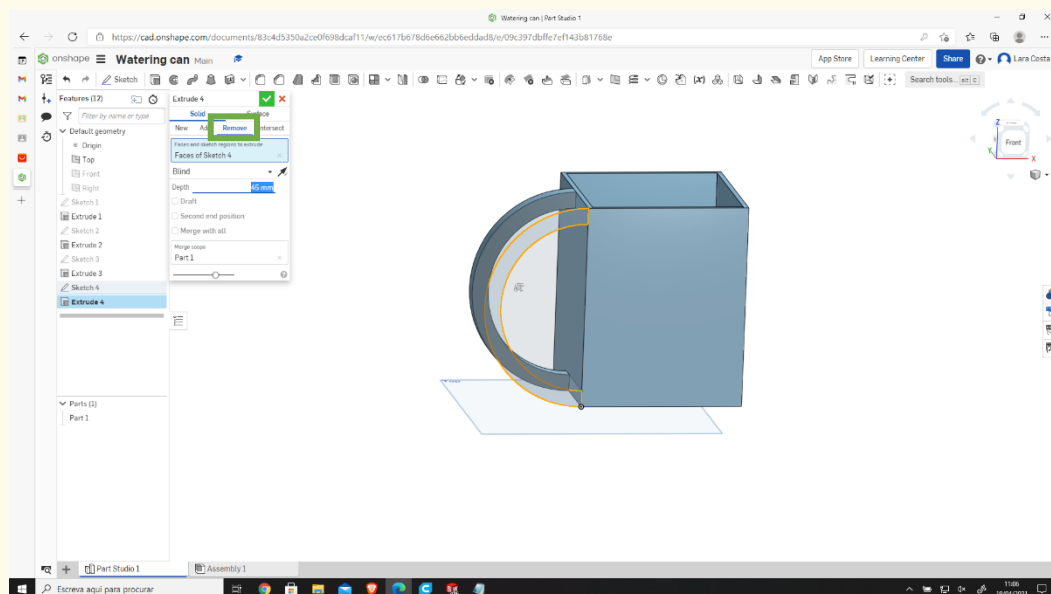 Watering can | Part Studio 1
https://cad.onshape.com/documents/83c4d5350a2ce0f698dcaf11/w/ec617b678d6e662bb6eddad8/e/09c397dbffe7ef143b81768e
onshape Watering can Main App Store Learning Center Share Lara Costa
Sketch Search tools... alt C
Features (12)
Filter by name or type
Default geometry
Origin
Top
Front
Right
Sketch 1
Extrude 1
Sketch 2
Extrude 2
Sketch 3
Extrude 3
Sketch 4
Extrude 4
Parts (1)
Part 1
Extrude 4
Solid Surface
New Remove Intersect
Faces and sketch regions to extrude
Faces of Sketch 4
Blind
Depth 45 mm
Draft
Second end position
Merge with all
Merge scope
Part 1
Z
Front
Y
X
Part Studio 1 Assembly 1
Escreva aqui para procurar
11:06